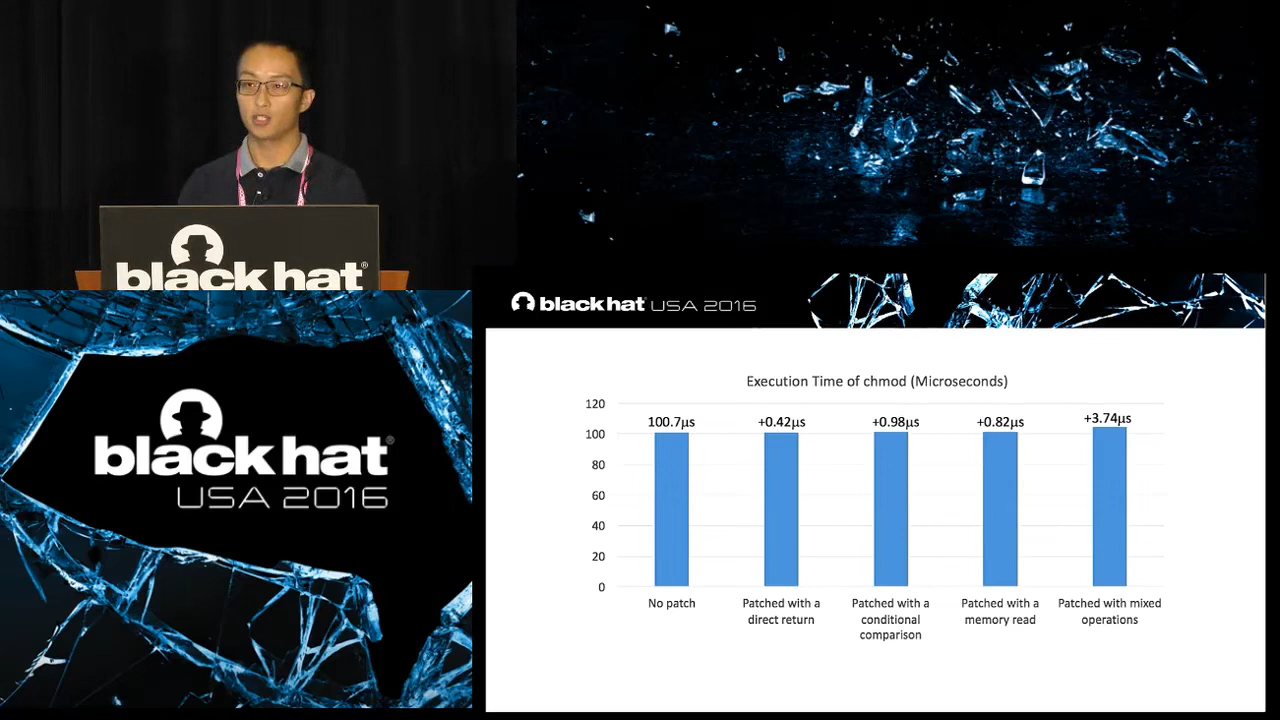 black hat®
black hat®
USA 2016
black hat USA 2016
Execution Time of chmod (Microseconds)
120
100
80
60
40
20
0
100.7µs
+0.42µs
+0.98µs
+0.82µs
+3.74µs
No patch
Patched with a
direct return
Patched with a
conditional
comparison
Patched with a
memory read
Patched with mixed
operations